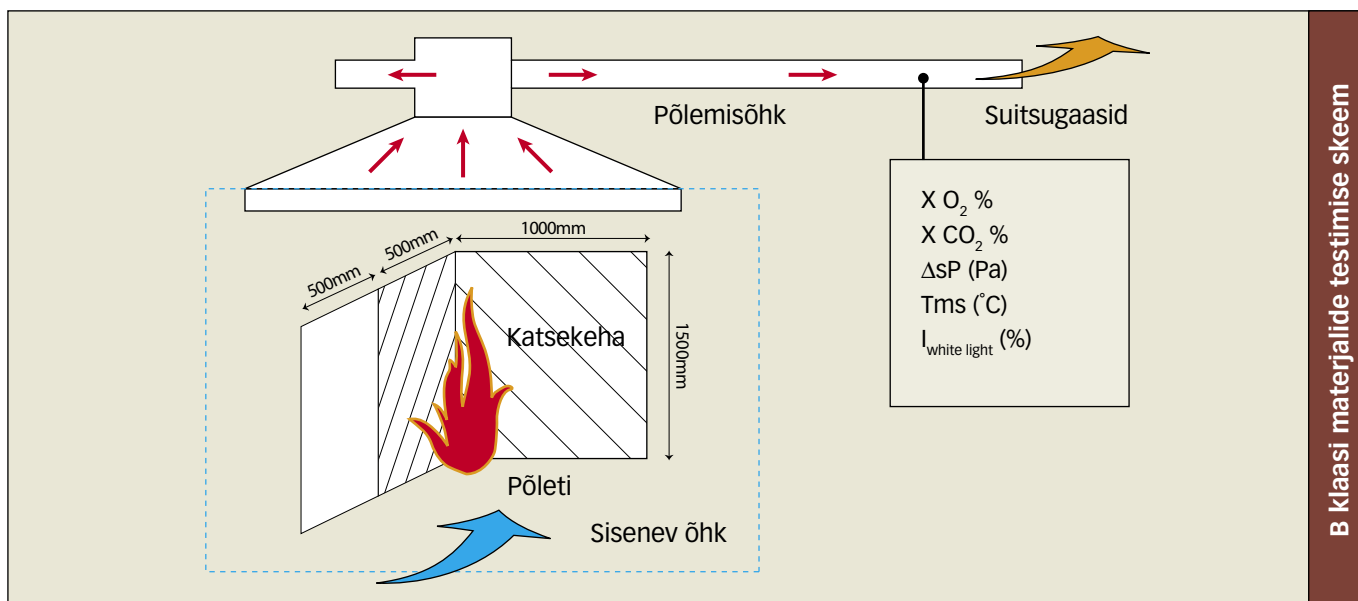 Põlemisõhk
Suitsugaasid
X O₂ %
X CO₂ %
ΔsP (Pa)
Tms (°C)
I white light (%)
1000mm
500mm
500mm
1500mm
Katsekeha
Põleti
Sisenev õhk
B klaasi materjalide testimise skeem